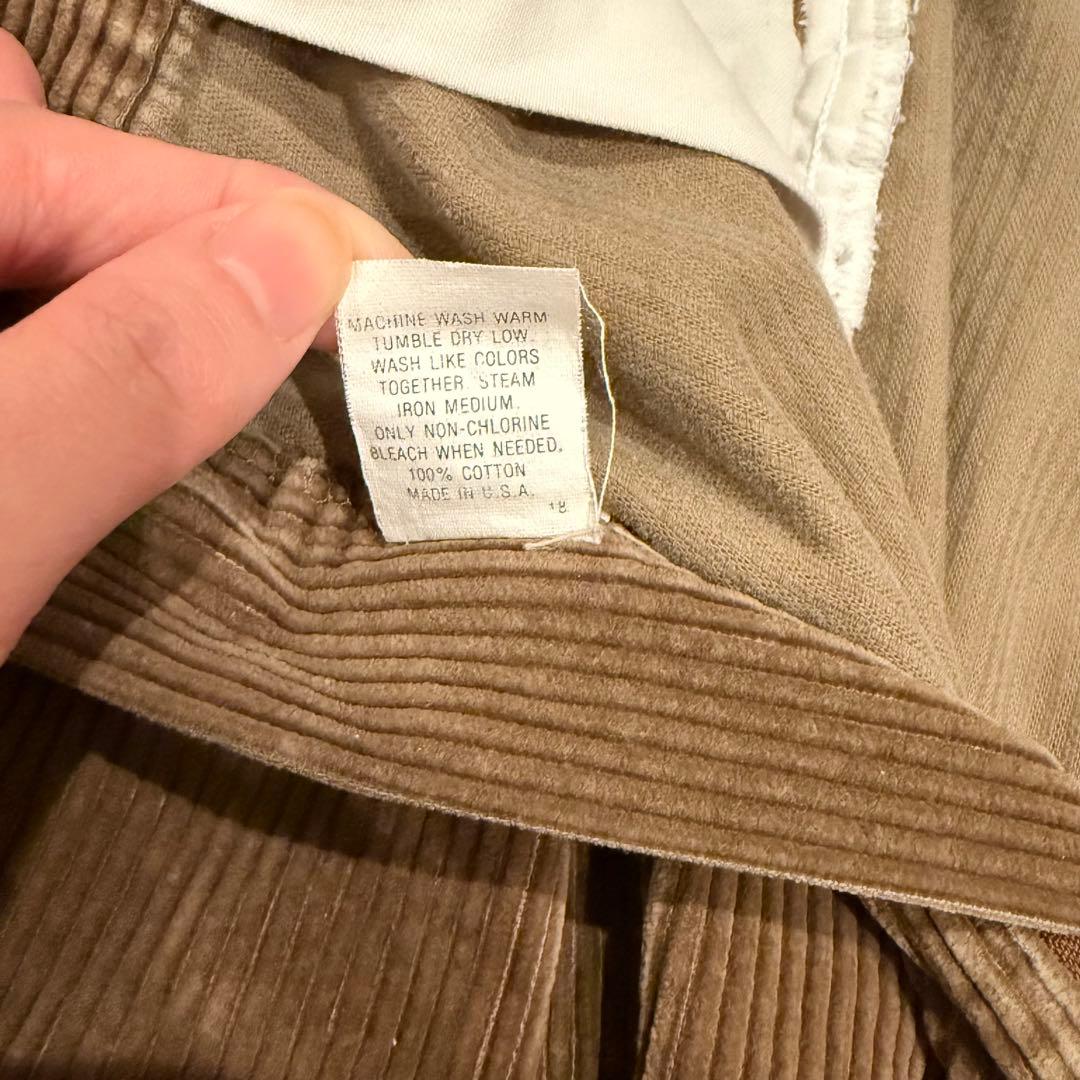 MACHINE WASH WARM
TUMBLE DRY LOW.
WASH LIKE COLORS
TOGETHER. STEAM
IRON MEDIUM.
ONLY NON-CHLORINE
BLEACH WHEN NEEDED.
100% COTTON
MADE IN U.S.A.
18